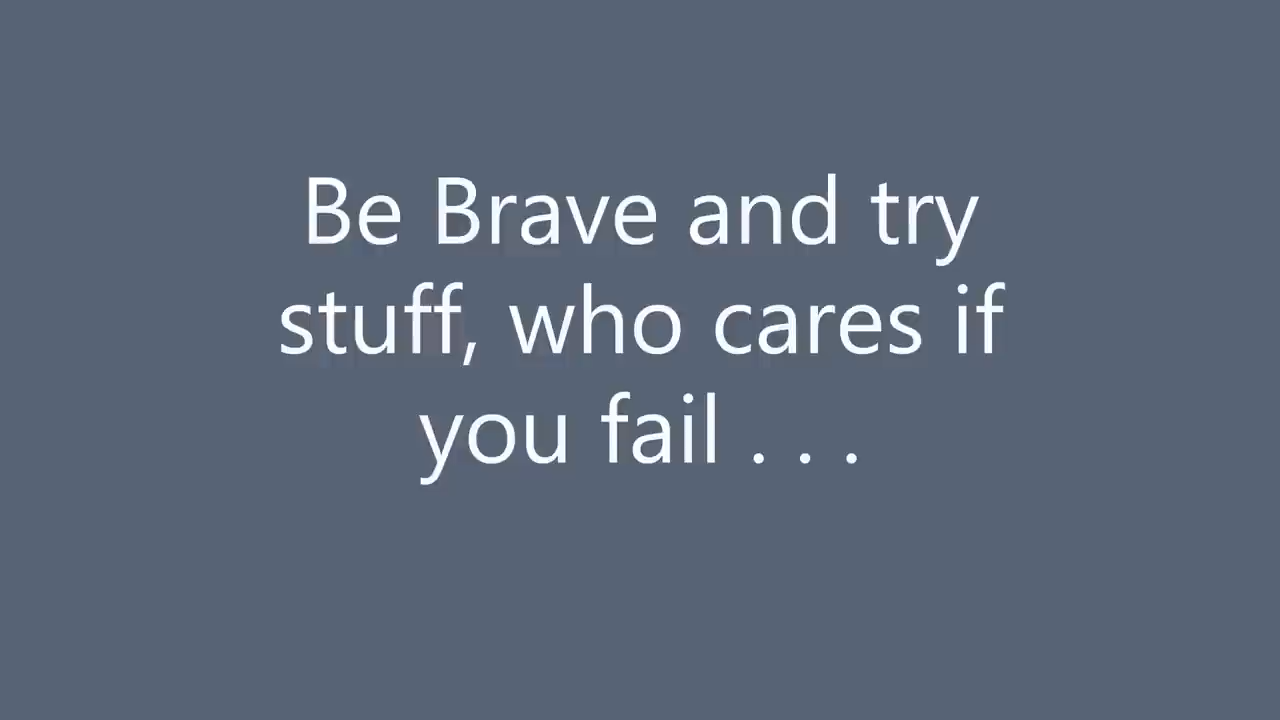 Be Brave and try
stuff, who cares if
you fail . . .